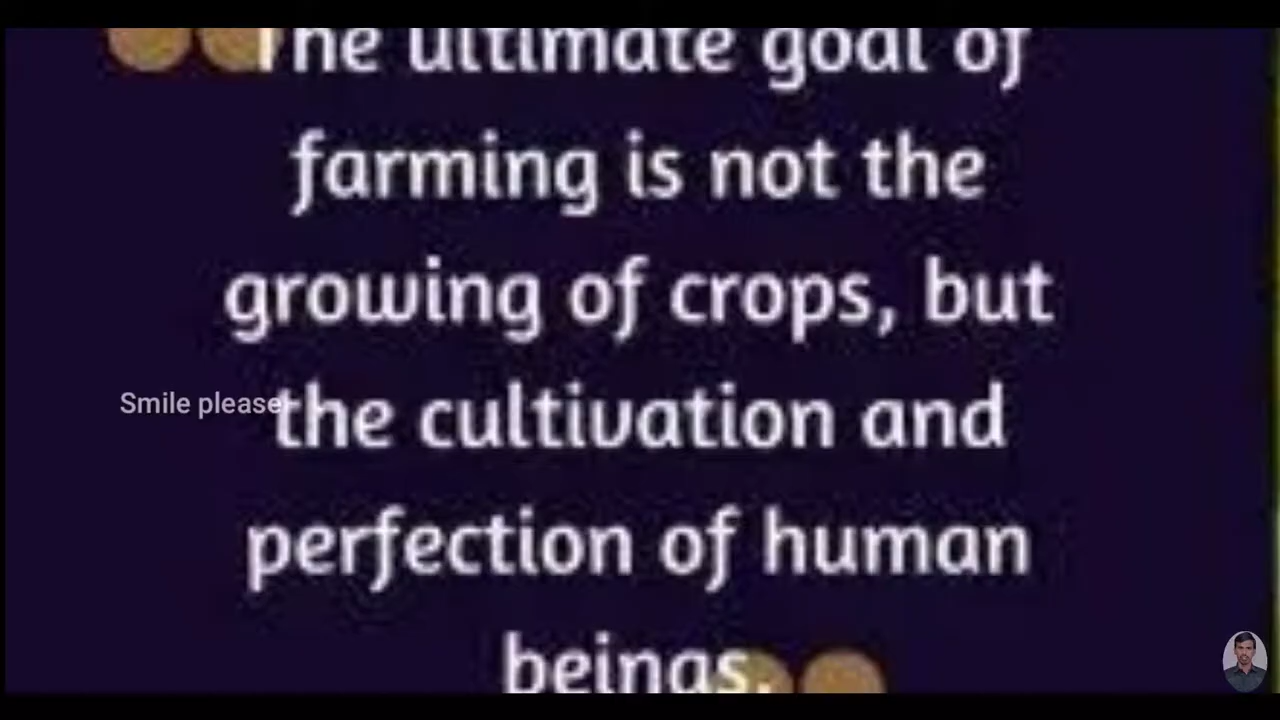 The ultimate goal of
farming is not the
growing of crops, but
Smile please
the cultivation and
perfection of human
beings.